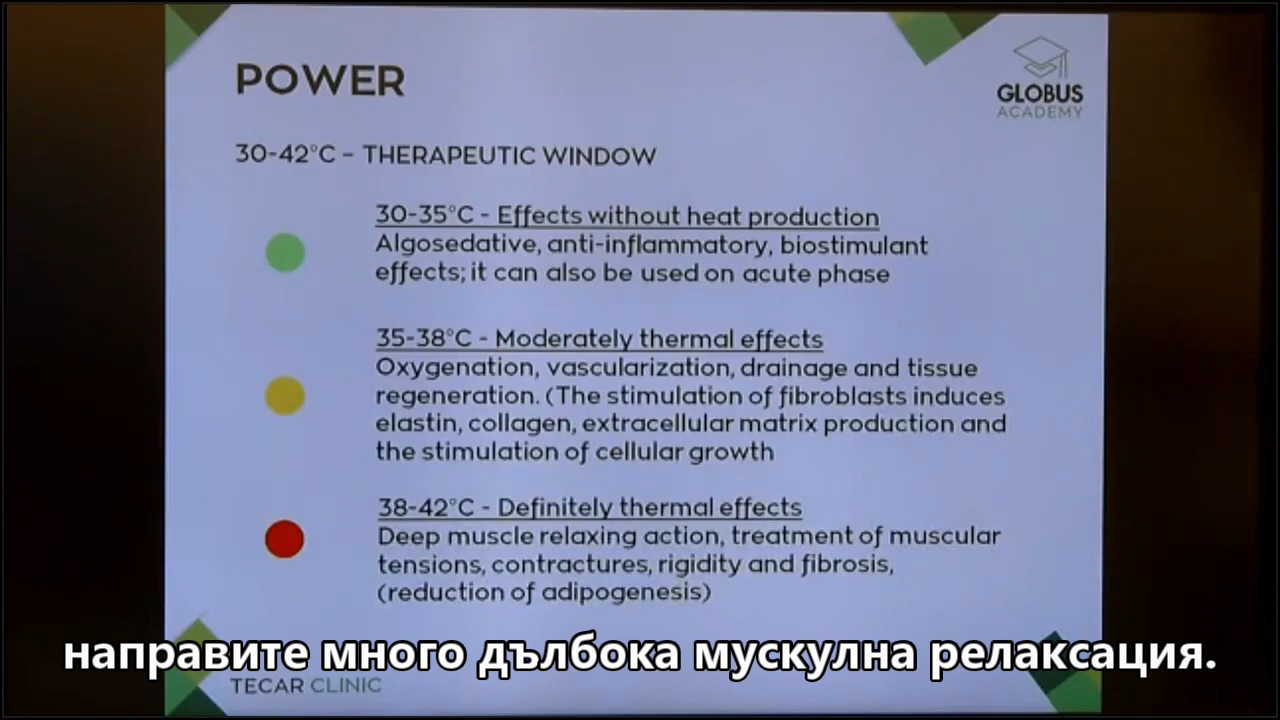 POWER
GLOBUS
ACADEMY
30-42°C - THERAPEUTIC WINDOW
30-35°C - Effects without heat production
Algosedative, anti-inflammatory, biostimulant
effects; it can also be used on acute phase
35-38°C - Moderately thermal effects
Oxygenation, vascularization, drainage and tissue
regeneration. (The stimulation of fibroblasts induces
elastin, collagen, extracellular matrix production and
the stimulation of cellular growth
38-42°C - Definitely thermal effects
Deep muscle relaxing action, treatment of muscular
tensions, contractures, rigidity and fibrosis,
(reduction of adipogenesis)
направите много дълбока мускулна релаксация.
TECAR CLINIC